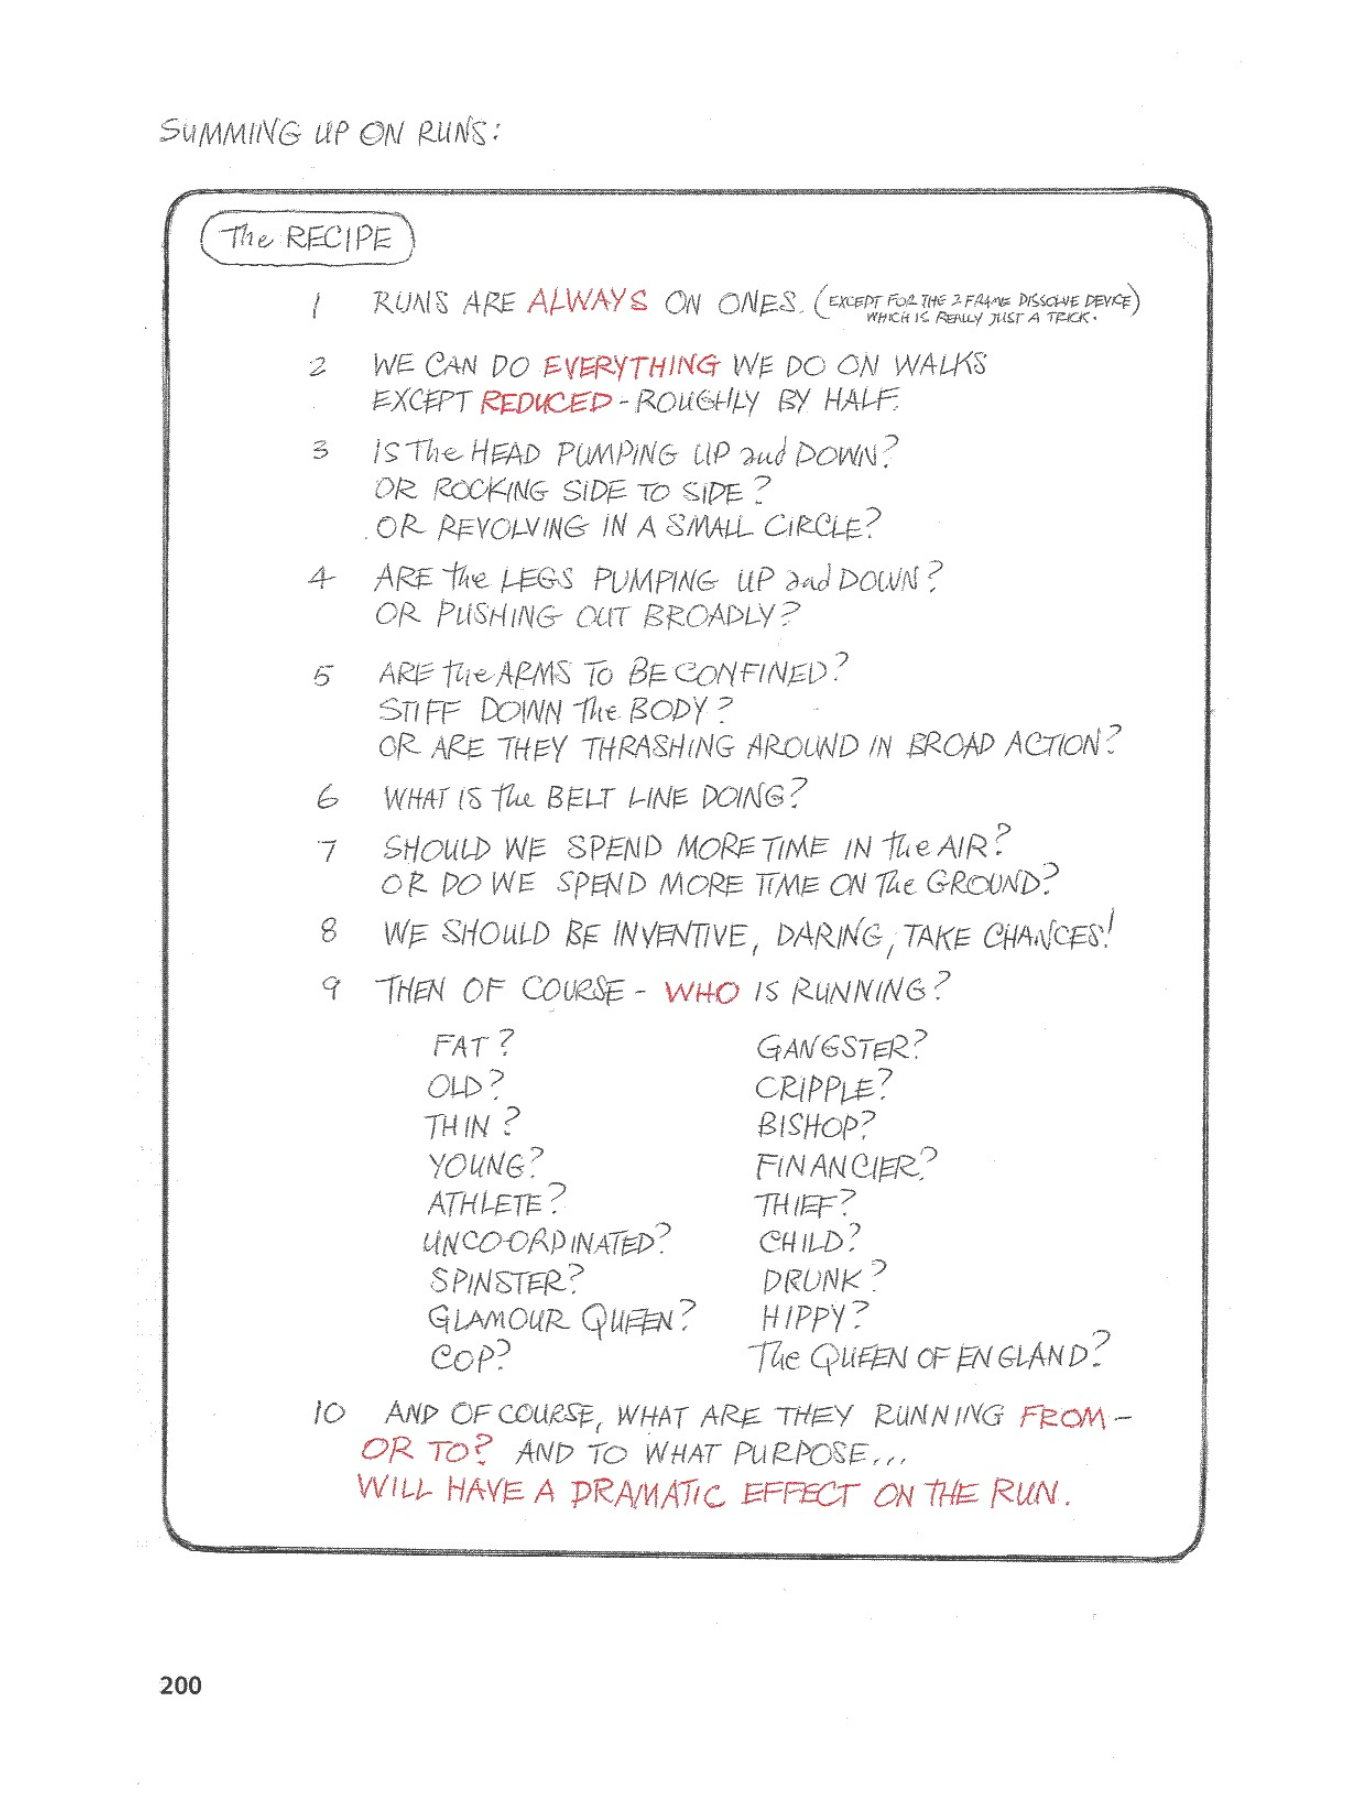 SUMMING UP ON RUNS:
The RECIPE
1 RUNS ARE ALWAYS ON ONES. (EXCEPT FOR THE 2 FRAME DISSOLVE DEVICE)
WHICH IS REALLY JUST A TRICK.
2 WE CAN DO EVERYTHING WE DO ON WALKS
EXCEPT REDUCED - ROUGHLY BY HALF.
3 IS The HEAD PUMPING UP and DOWN?
OR ROCKING SIDE TO SIDE?
OR REVOLVING IN A SMALL CIRCLE?
4 ARE the LEGS PUMPING UP and DOWN?
OR PUSHING OUT BROADLY?
5 ARE the ARMS TO BE CONFINED?
STIFF DOWN The BODY?
OR ARE THEY THRASHING AROUND IN BROAD ACTION?
6 WHAT IS the BELT LINE DOING?
7 SHOULD WE SPEND MORE TIME IN the AIR?
OR DO WE SPEND MORE TIME ON The GROUND?
8 WE SHOULD BE INVENTIVE, DARING, TAKE CHANCES!
9 THEN OF COURSE - WHO IS RUNNING?
FAT?
OLD?
THIN?
YOUNG?
ATHLETE?
UNCO-ORDINATED?
SPINSTER?
GLAMOUR QUEEN?
COP?
GANGSTER?
CRIPPLE?
BISHOP?
FINANCIER?
THIEF?
CHILD?
DRUNK?
HIPPY?
The QUEEN OF ENGLAND?
10 AND OF COURSE, WHAT ARE THEY RUNNING FROM -
OR TO? AND TO WHAT PURPOSE...
WILL HAVE A DRAMATIC EFFECT ON THE RUN.
200